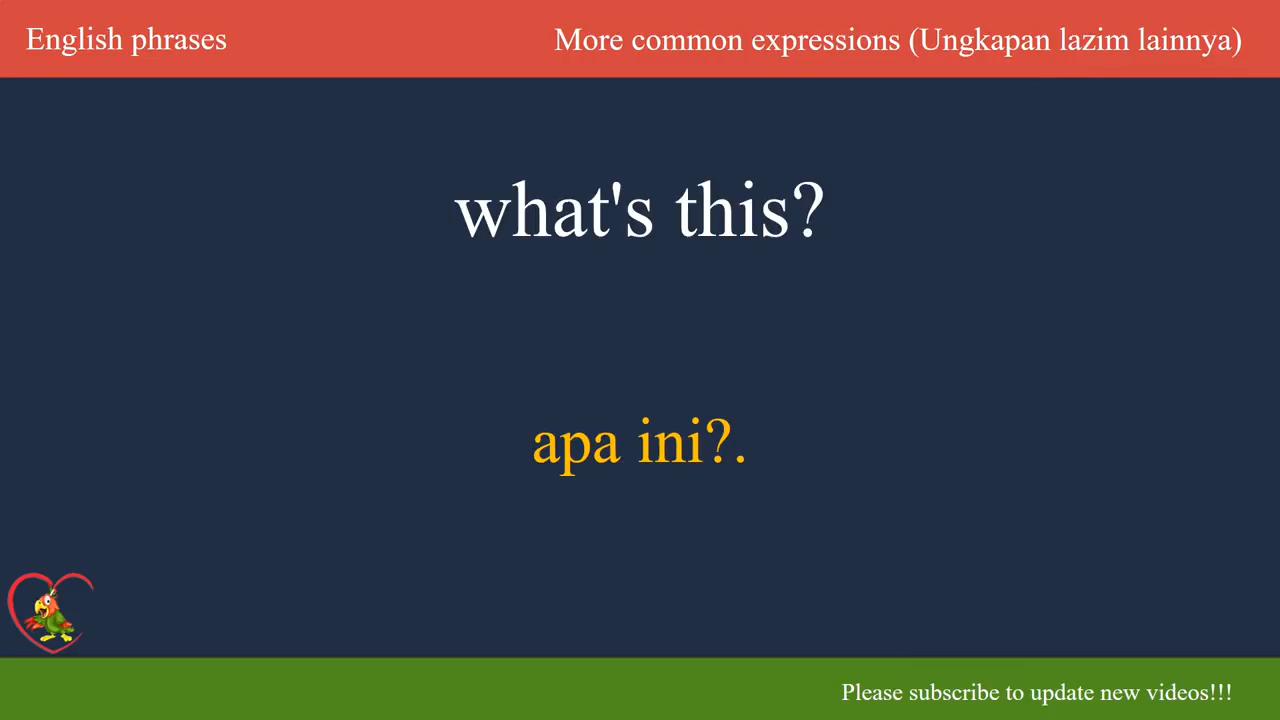 English phrases
More common expressions (Ungkapan lazim lainnya)
what's this?
apa ini?.
Please subscribe to update new videos!!!